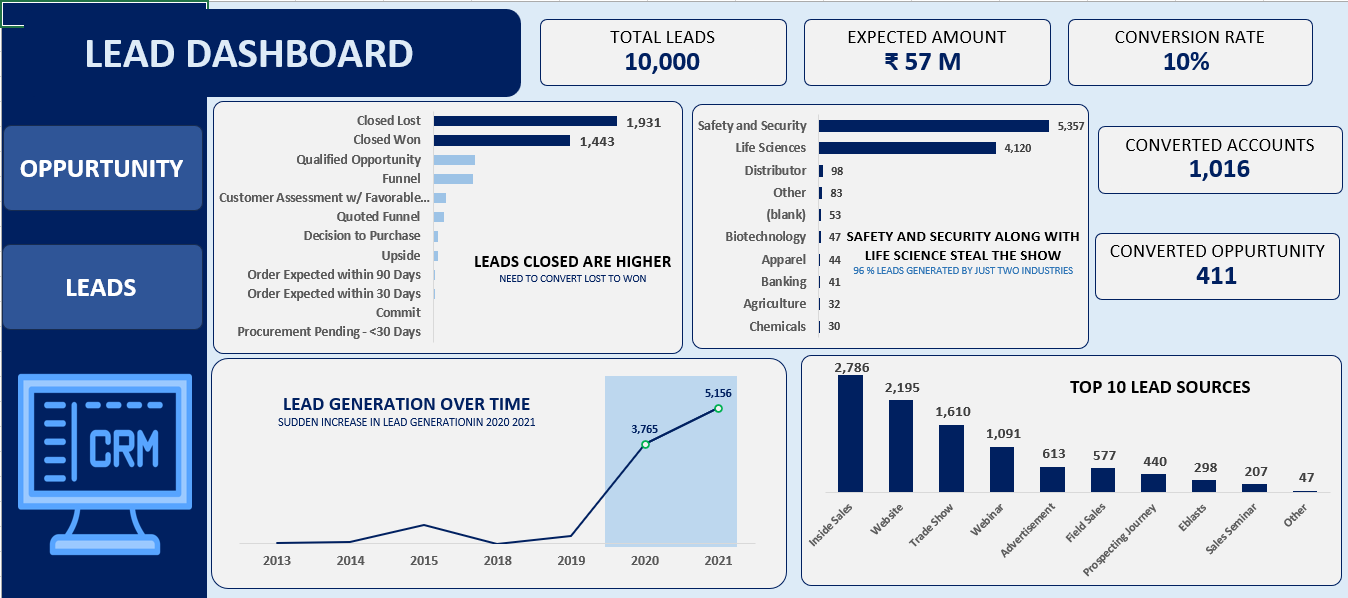 LEAD DASHBOARD
TOTAL LEADS
10,000
EXPECTED AMOUNT
₹ 57 M
CONVERSION RATE
10%
OPPURTUNITY
LEADS
CRM
Closed Lost 1,931
Closed Won 1,443
Qualified Opportunity
Funnel
Customer Assessment w/ Favorable...
Quoted Funnel
Decision to Purchase
Upside
Order Expected within 90 Days
Order Expected within 30 Days
Commit
Procurement Pending - <30 Days
LEADS CLOSED ARE HIGHER
NEED TO CONVERT LOST TO WON
Safety and Security 5,357
Life Sciences 4,120
Distributor 98
Other 83
(blank) 53
Biotechnology 47
Apparel 44
Banking 41
Agriculture 32
Chemicals 30
SAFETY AND SECURITY ALONG WITH
LIFE SCIENCE STEAL THE SHOW
96 % LEADS GENERATED BY JUST TWO INDUSTRIES
CONVERTED ACCOUNTS
1,016
CONVERTED OPPURTUNITY
411
LEAD GENERATION OVER TIME
SUDDEN INCREASE IN LEAD GENERATIONIN 2020 2021
3,765
5,156
2013 2014 2015 2018 2019 2020 2021
TOP 10 LEAD SOURCES
2,786 2,195 1,610 1,091 613 577 440 298 207 47
Inside Sales
Website
Trade Show
Webinar
Advertisement
Field Sales
Prospecting Journey
Eblasts
Sales Seminar
Other